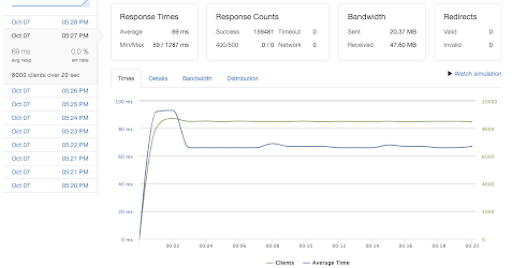 Oct 07 05:28 PM
Oct 07 05:27 PM
69 ms 0.0 %
avg resp err rate
8000 clients over 20 sec
Oct 07 05:26 PM
Oct 07 05:25 PM
Oct 07 05:24 PM
Oct 07 05:23 PM
Oct 07 05:22 PM
Oct 07 05:21 PM
Oct 07 05:21 PM
Oct 07 05:20 PM
Response Times
Average 69 ms
Min/Max 59 / 1287 ms
Response Counts
Success 159481 Timeout 0
400/500 0 / 0 Network 0
Bandwidth
Sent 20.37 MB
Received 47.60 MB
Redirects
Valid 0
Invalid 0
Times Details Bandwidth Distribution
Watch simulation
100 ms 10000
80 ms 8000
60 ms 6000
40 ms 4000
20 ms 2000
0 ms 0
00:02 00:04 00:06 00:08 00:10 00:12 00:14 00:16 00:18 00:20
Clients Average Time